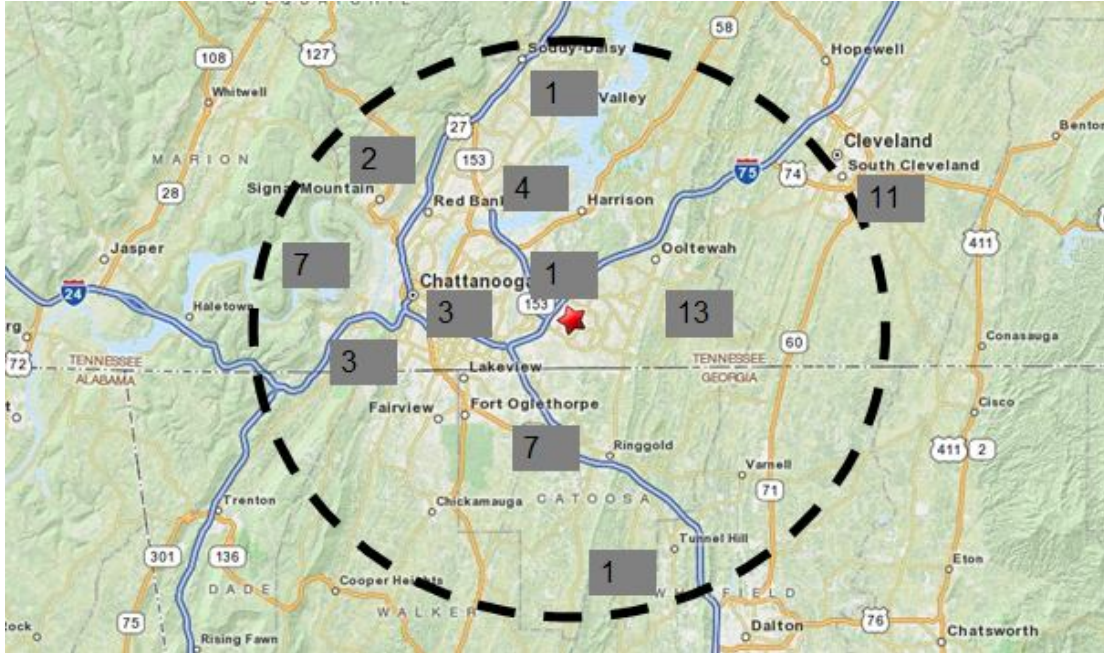 SEQUATCHIE
58
Soddy-Daisy
Hopewell
127
108
Whitwell
1
Valley
Benton
27
Cleveland
MARION
2
153
75
74
South Cleveland
28
Signal Mountain
4
11
Red Bank
Harrison
411
Jasper
7
Ooltewah
1
Chattanooga
24
Haletown
153
3
13
Conasauga
60
72
TENNESSEE
ALABAMA
3
TENNESSEE
GEORGIA
Lakeview
Fairview
Fort Oglethorpe
Cisco
7
Ringgold
411
2
Varnell
71
CATOOSA
Trenton
Chickamauga
Tunnel Hill
301
136
1
Eton
DADE
Cooper Heights
WHITFIELD
WALKER
75
76
Dalton
Chatsworth
Rising Fawn